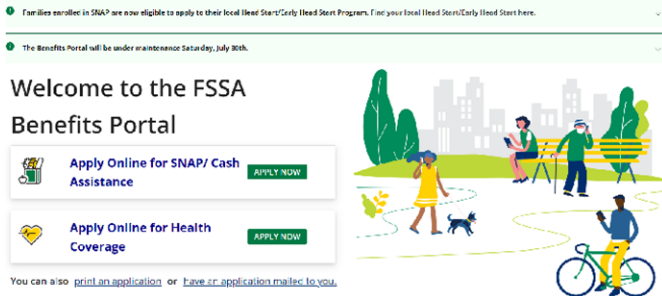 Families enrolled in SNAP are now eligible to apply to their local Head Start/Early Head Start Program. Find your local Head Start/Early Head Start here.
The Benefits Portal will be under maintenance Saturday, July 30th.
Welcome to the FSSA
Benefits Portal
Apply Online for SNAP/ Cash
Assistance
APPLY NOW
Apply Online for Health
Coverage
APPLY NOW
You can also print an application or have an application mailed to you.